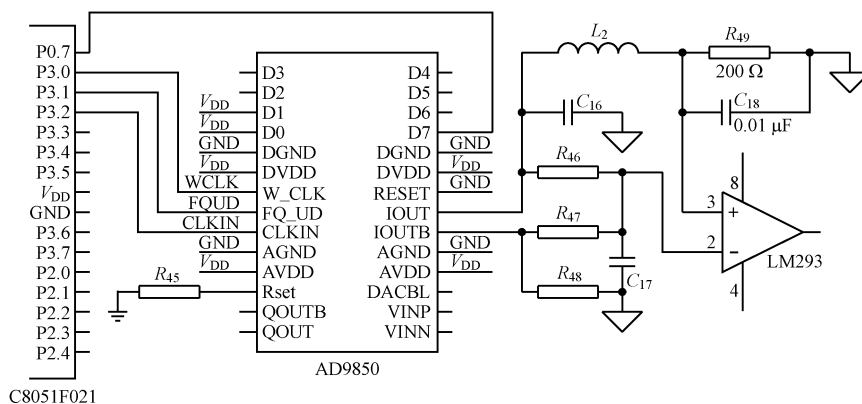 P0.7
P3.0
P3.1
P3.2
P3.3
P3.4
P3.5
VDD
GND
P3.6
P3.7
P2.0
P2.1
P2.2
P2.3
P2.4
C8051F021
VDD
VDD
GND
VDD
WCLK
FQUD
CLKIN
GND
VDD
R45
D3
D2
D1
D0
DGND
DVDD
W_CLK
FQ_UD
CLKIN
AGND
AVDD
Rset
QOUTB
QOUT
D4
D5
D6
D7
DGND
DVDD
RESET
IOUT
IOUTB
AGND
AVDD
DACBL
VINP
VINN
AD9850
GND
VDD
GND
GND
VDD
L2
C16
R46
R47
R48
C17
R49
200 Ω
C18
0.01 μF
8
3
+
2
−
4
LM293